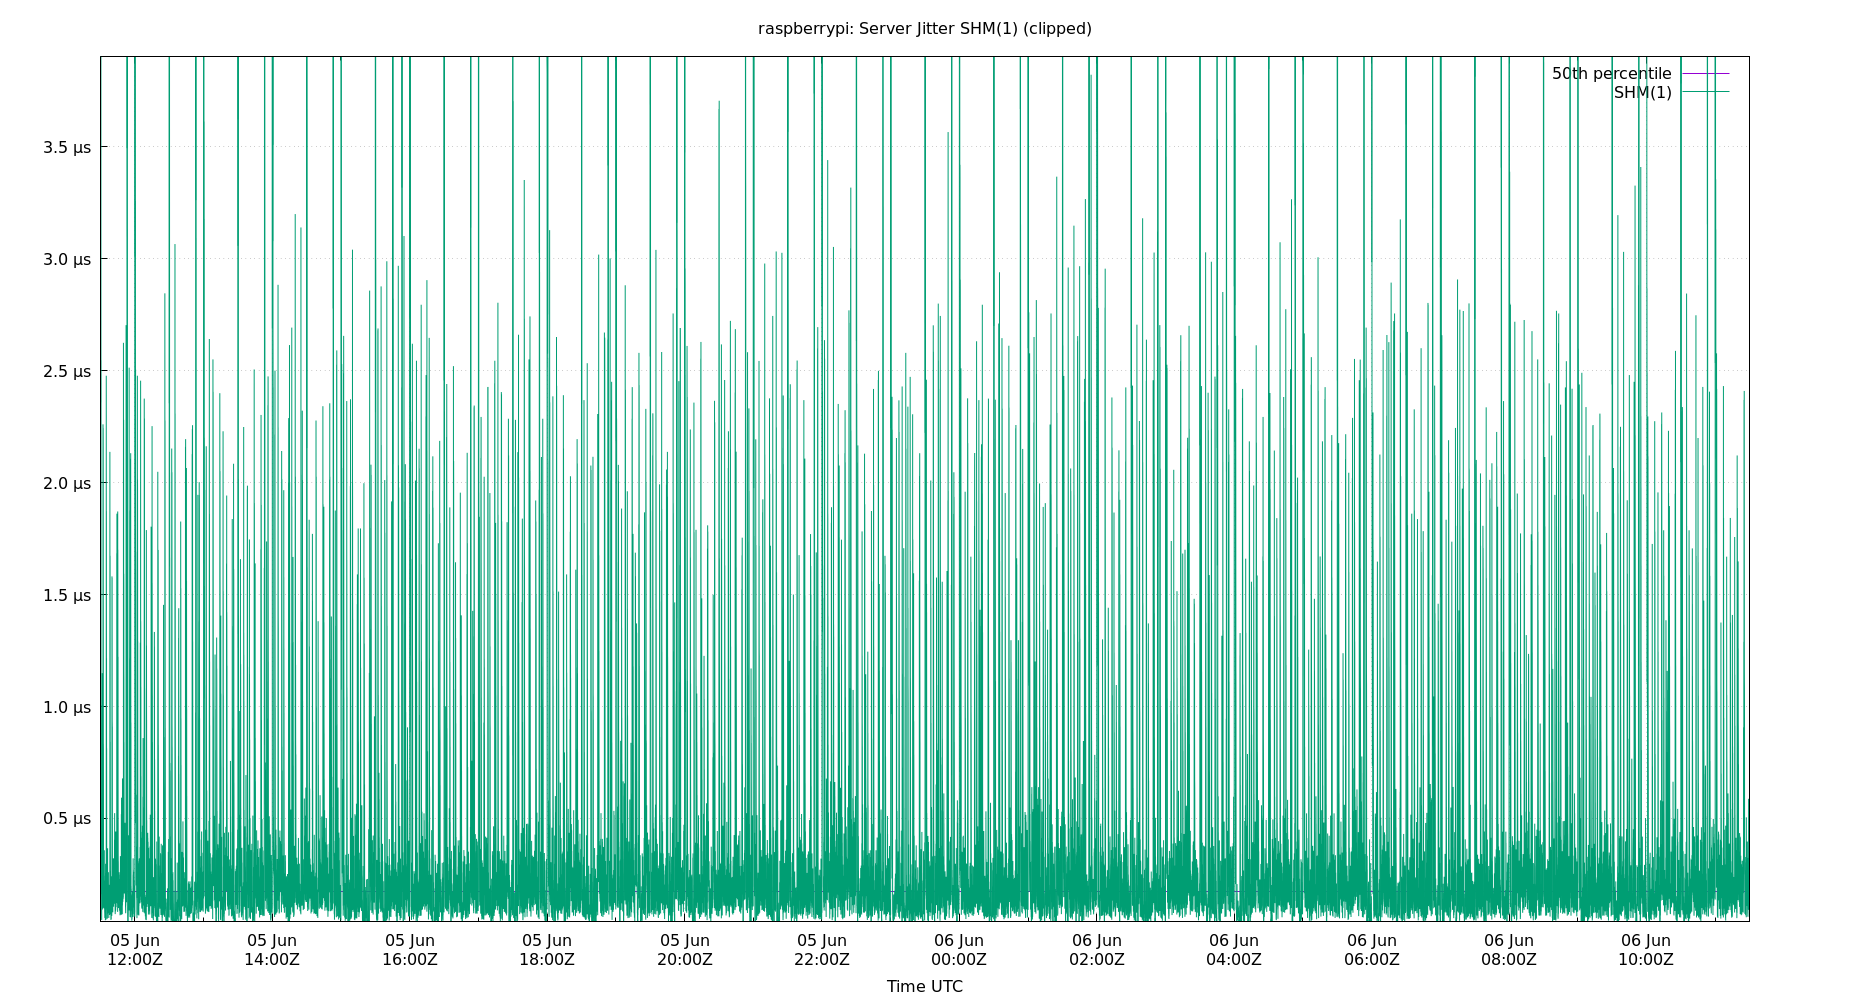 raspberrypi: Server Jitter SHM(1) (clipped)
50th percentile
SHM(1)
3.5 µs
3.0 µs
2.5 µs
2.0 µs
1.5 µs
1.0 µs
0.5 µs
05 Jun 05 Jun 05 Jun 05 Jun 05 Jun 05 Jun 06 Jun 06 Jun 06 Jun 06 Jun 06 Jun 06 Jun
12:00Z 14:00Z 16:00Z 18:00Z 20:00Z 22:00Z 00:00Z 02:00Z 04:00Z 06:00Z 08:00Z 10:00Z
Time UTC